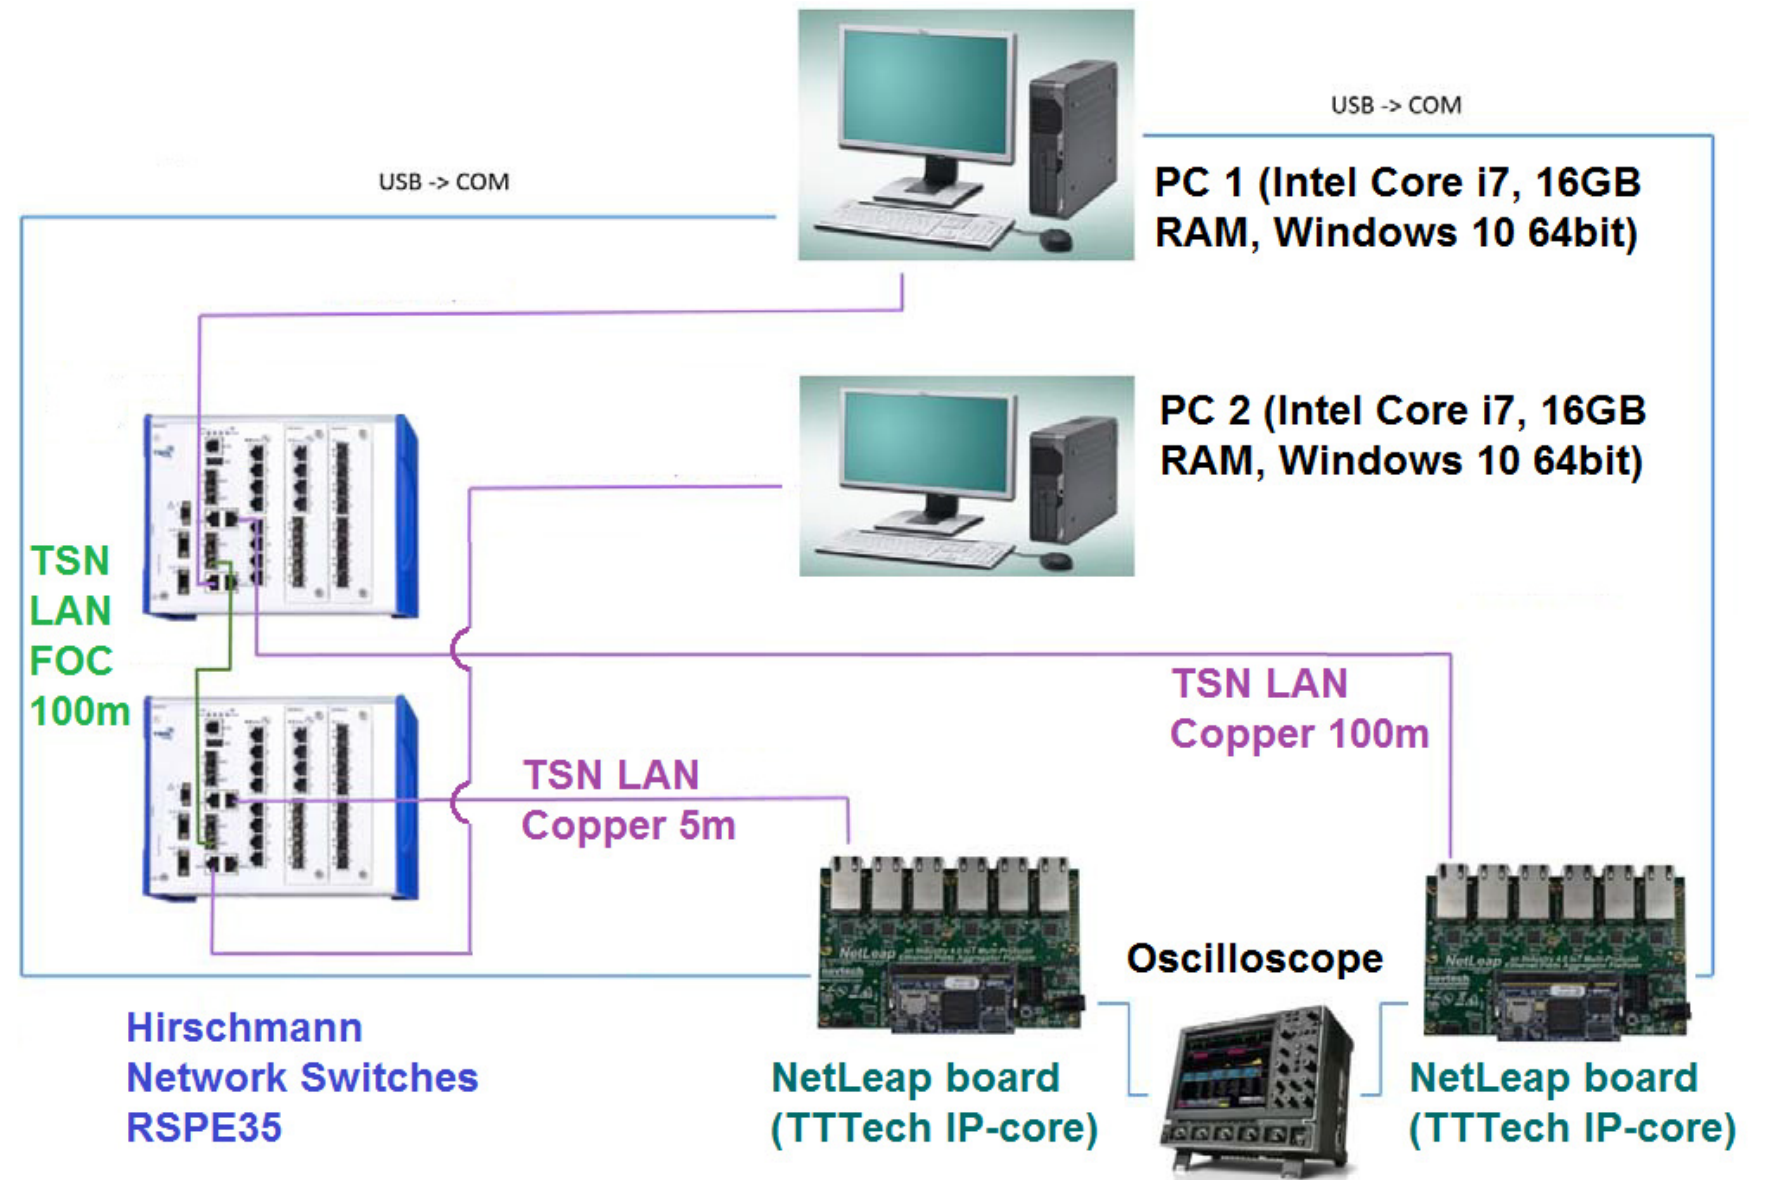 USB -> COM
USB -> COM
PC 1 (Intel Core i7, 16GB
RAM, Windows 10 64bit)
PC 2 (Intel Core i7, 16GB
RAM, Windows 10 64bit)
TSN
LAN
FOC
100m
TSN LAN
Copper 100m
TSN LAN
Copper 5m
NetLeap
NetLeap
Oscilloscope
Hirschmann
Network Switches
RSPE35
NetLeap board
(TTTech IP-core)
NetLeap board
(TTTech IP-core)